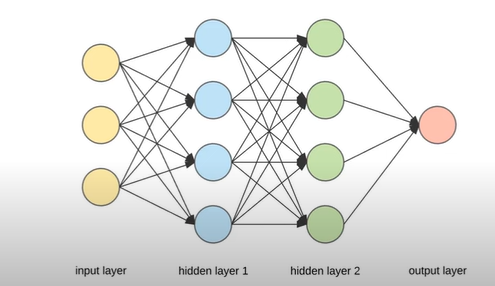 input layer
hidden layer 1
hidden layer 2
output layer